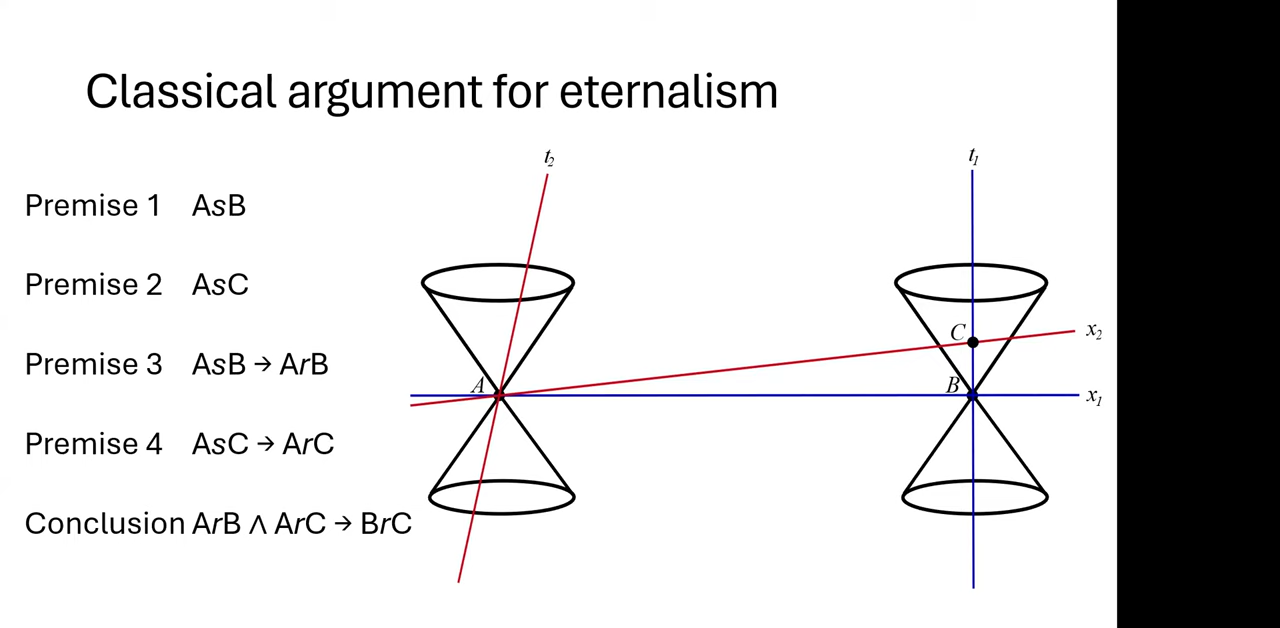 Classical argument for eternalism
t₂
t₁
Premise 1 AsB
Premise 2 AsC
C
x₂
Premise 3 AsB → ArB
A
B
x₁
Premise 4 AsC → ArC
Conclusion ArB ∧ ArC → BrC